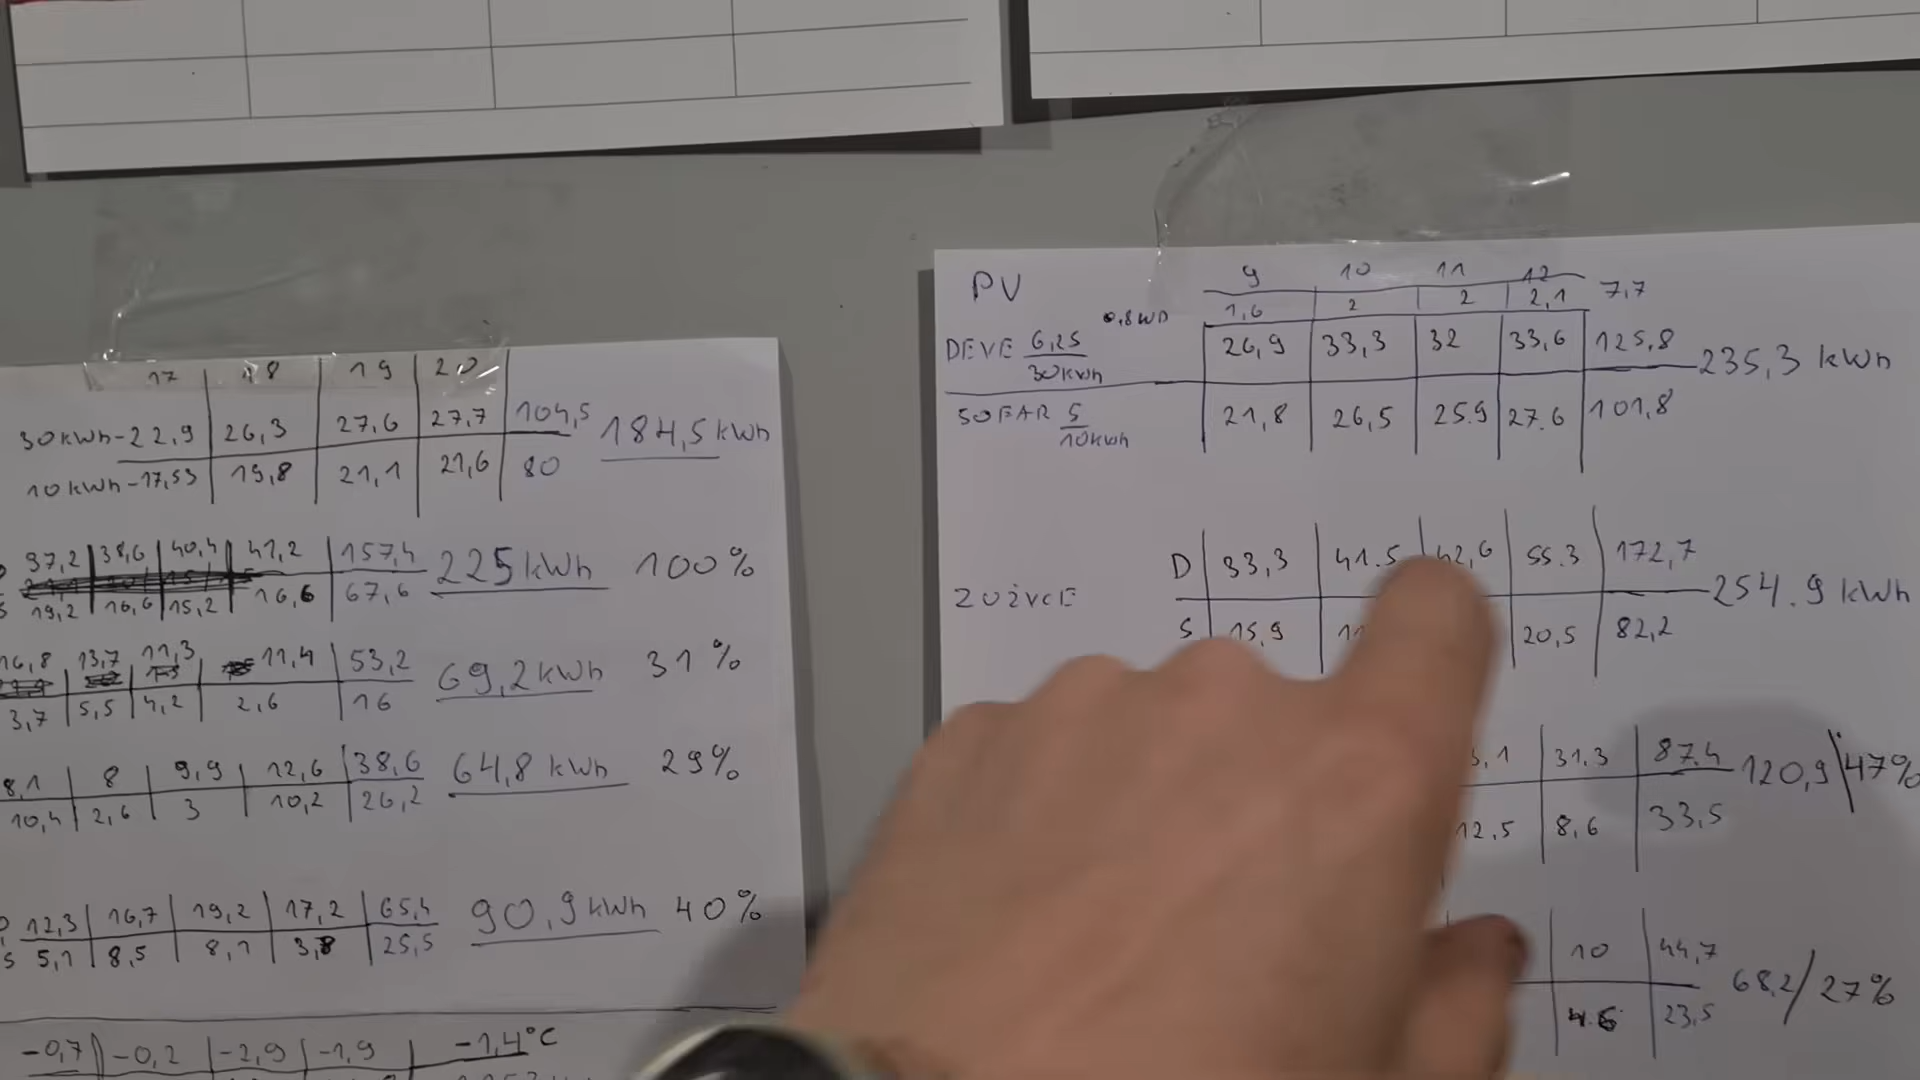 17 18 19 20
30kWh-22,9 26,3 27,6 27,7 104,5 184,5 kWh
10 kWh-17,53 19,8 21,1 21,6 80
37,2 38,6 40,4 41,2 157,4 225 kWh 100%
S 19,2 16,6 15,2 16,6 67,6
16,8 13,7 11,3 11,4 53,2 69,2 kWh 31%
3,7 5,5 4,2 2,6 16
8,1 8 9,9 12,6 38,6 64,8 kWh 29%
10,4 2,6 3 10,2 26,2
12,3 16,7 19,2 17,2 65,4 90,9 kWh 40%
S 5,1 8,5 8,1 3,8 25,5
-0,7 -0,2 -2,9 -1,9 -1,4°C
PV 9 10 11 12
1,6 2 2 2,1 7,7
DEVE 6,25 26,9 33,3 32 33,6 125,8 235,3 kWh
30kWh
SOFAR 5 21,8 26,5 25.9 27.6 101,8
10kWh
D 33,3 41.5 42,6 55.3 172,7 254.9 kWh
ZUŻYCIE
S 15,9 20,5 82,2
31,3 87,4 120,9 47%
12,5 8,6 33,5
10 44,7 68,2/27%
23,5